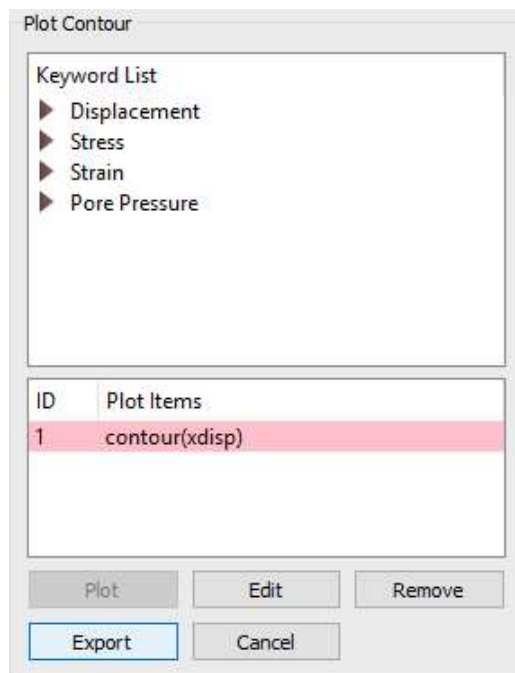 Plot Contour
Keyword List
Displacement
Stress
Strain
Pore Pressure
ID Plot Items
1 contour(xdisp)
Plot Edit Remove
Export Cancel